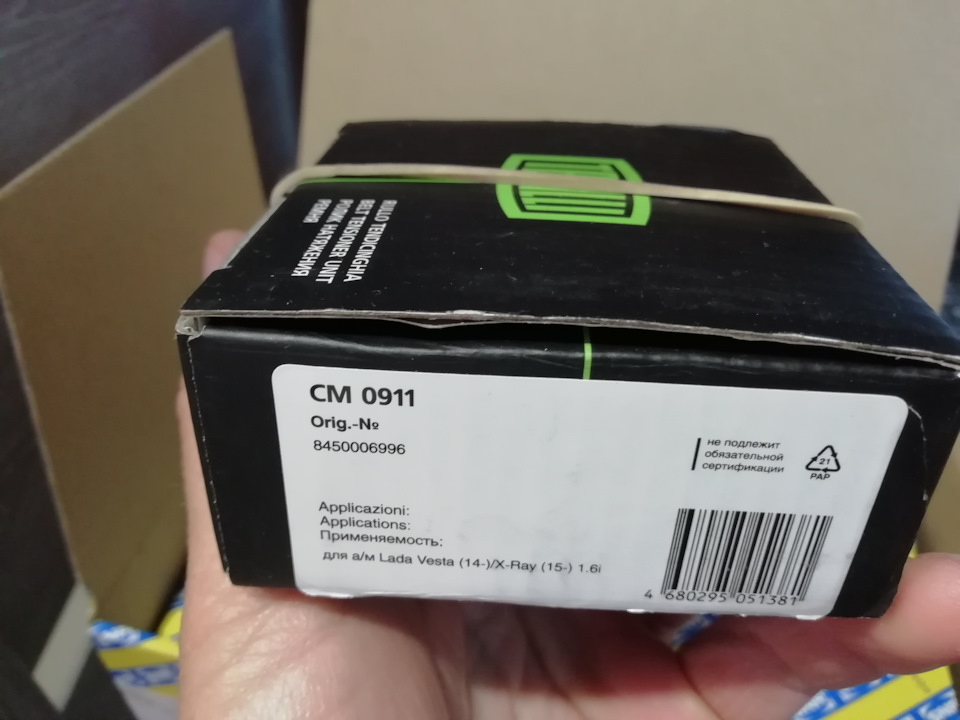 RULLO TENDICINGHIA
BELT TENSIONER UNIT
РОЛИК НАТЯЖЕНИЯ
РЕМНЯ
CM 0911
Orig.-№
8450006996
не подлежит
обязательной
сертификации
21
PAP
Applicazioni:
Applications:
Применяемость:
для а/м Lada Vesta (14-)/X-Ray (15-) 1.6i
4 680295 051381